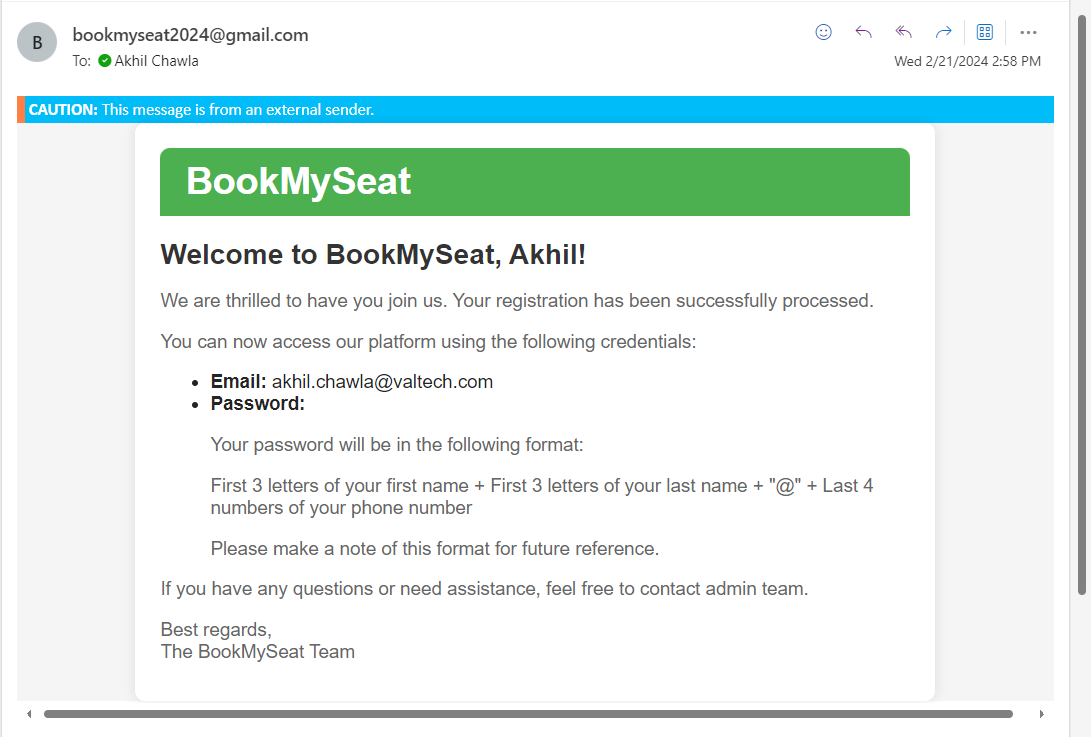 B
bookmyseat2024@gmail.com
To: Akhil Chawla
Wed 2/21/2024 2:58 PM
CAUTION: This message is from an external sender.
BookMySeat
Welcome to BookMySeat, Akhil!
We are thrilled to have you join us. Your registration has been successfully processed.
You can now access our platform using the following credentials:
• Email: akhil.chawla@valtech.com
• Password:
Your password will be in the following format:
First 3 letters of your first name + First 3 letters of your last name + "@" + Last 4
numbers of your phone number
Please make a note of this format for future reference.
If you have any questions or need assistance, feel free to contact admin team.
Best regards,
The BookMySeat Team